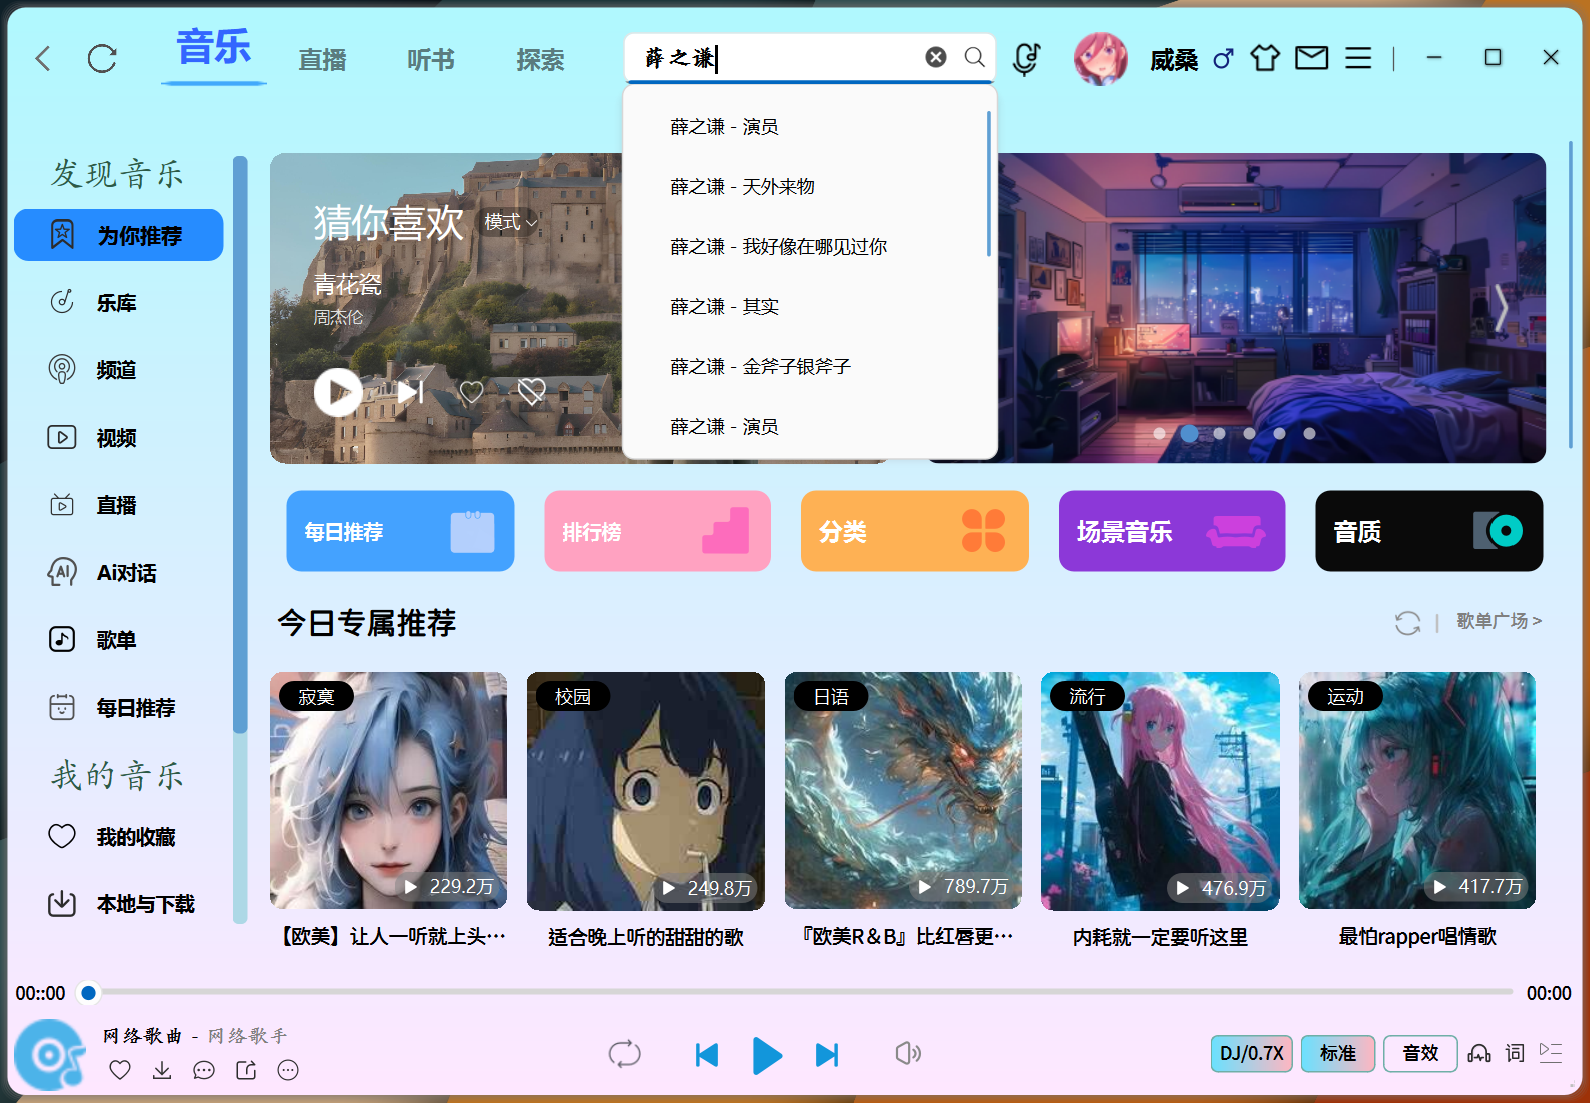 音乐
直播
听书
探索
薛之谦
威桑
薛之谦 - 演员
薛之谦 - 天外来物
薛之谦 - 我好像在哪见过你
薛之谦 - 其实
薛之谦 - 金斧子银斧子
薛之谦 - 演员
发现音乐
为你推荐
乐库
频道
视频
直播
Ai对话
歌单
每日推荐
我的音乐
我的收藏
本地与下载
猜你喜欢
模式
青花瓷
周杰伦
每日推荐
排行榜
分类
场景音乐
音质
今日专属推荐
歌单广场 >
寂寞
229.2万
【欧美】让人一听就上头…
校园
249.8万
适合晚上听的甜甜的歌
日语
789.7万
『欧美R＆B』比红唇更…
流行
476.9万
内耗就一定要听这里
运动
417.7万
最怕rapper唱情歌
00::00
00:00
网络歌曲 - 网络歌手
DJ/0.7X
标准
音效
词